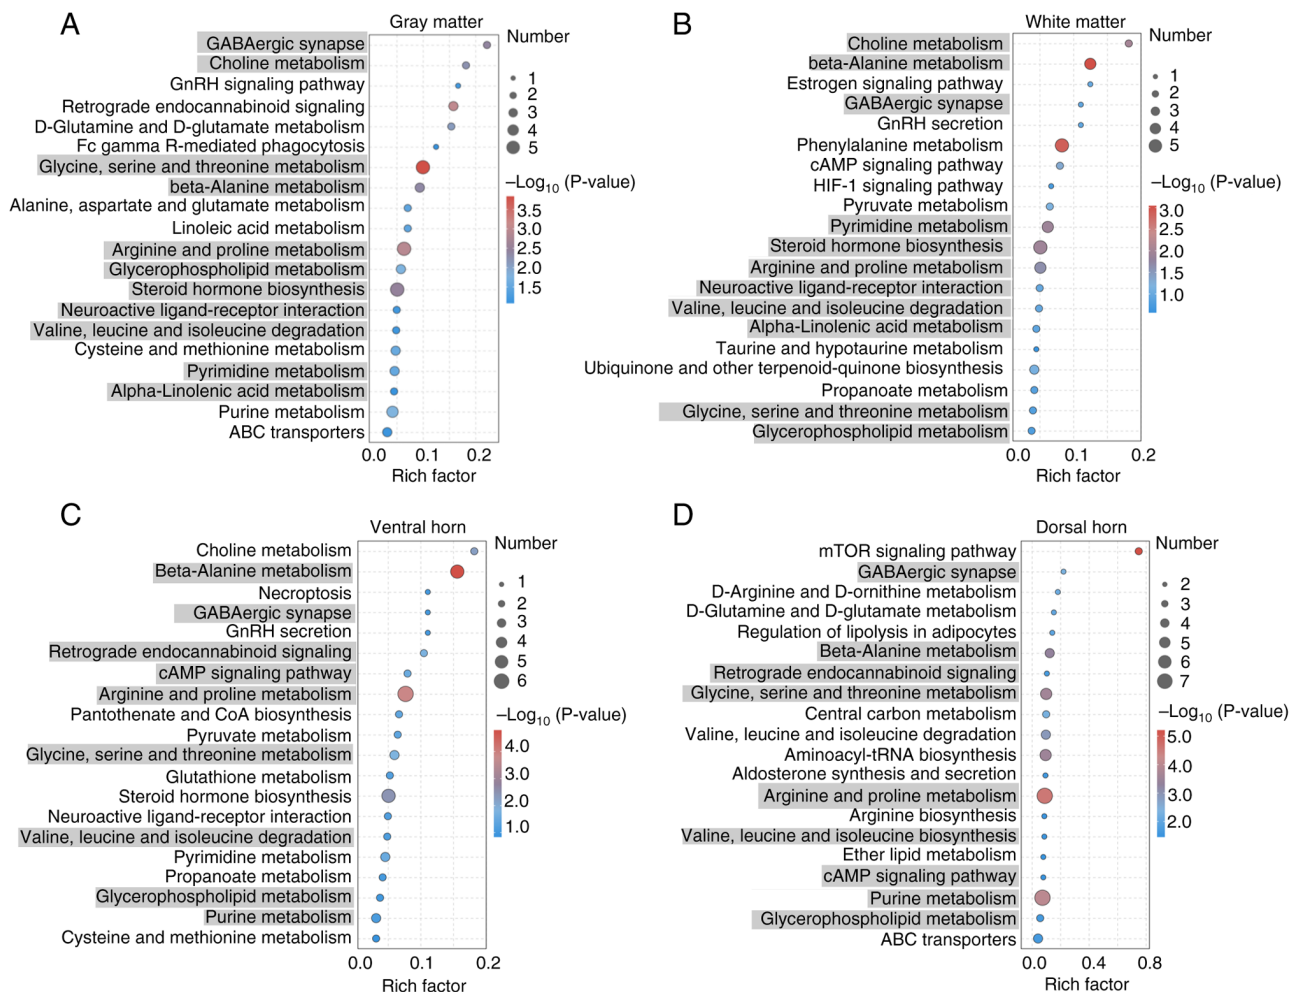 A
Gray matter
GABAergic synapse
Choline metabolism
GnRH signaling pathway
Retrograde endocannabinoid signaling
D-Glutamine and D-glutamate metabolism
Fc gamma R-mediated phagocytosis
Glycine, serine and threonine metabolism
beta-Alanine metabolism
Alanine, aspartate and glutamate metabolism
Linoleic acid metabolism
Arginine and proline metabolism
Glycerophospholipid metabolism
Steroid hormone biosynthesis
Neuroactive ligand-receptor interaction
Valine, leucine and isoleucine degradation
Cysteine and methionine metabolism
Pyrimidine metabolism
Alpha-Linolenic acid metabolism
Purine metabolism
ABC transporters
0.0 0.1 0.2
Rich factor
Number
1
2
3
4
5
–Log10 (P-value)
3.5
3.0
2.5
2.0
1.5
B
White matter
Choline metabolism
beta-Alanine metabolism
Estrogen signaling pathway
GABAergic synapse
GnRH secretion
Phenylalanine metabolism
cAMP signaling pathway
HIF-1 signaling pathway
Pyruvate metabolism
Pyrimidine metabolism
Steroid hormone biosynthesis
Arginine and proline metabolism
Neuroactive ligand-receptor interaction
Valine, leucine and isoleucine degradation
Alpha-Linolenic acid metabolism
Taurine and hypotaurine metabolism
Ubiquinone and other terpenoid-quinone biosynthesis
Propanoate metabolism
Glycine, serine and threonine metabolism
Glycerophospholipid metabolism
0.0 0.1 0.2
Rich factor
Number
1
2
3
4
5
–Log10 (P-value)
3.0
2.5
2.0
1.5
1.0
C
Ventral horn
Choline metabolism
Beta-Alanine metabolism
Necroptosis
GABAergic synapse
GnRH secretion
Retrograde endocannabinoid signaling
cAMP signaling pathway
Arginine and proline metabolism
Pantothenate and CoA biosynthesis
Pyruvate metabolism
Glycine, serine and threonine metabolism
Glutathione metabolism
Steroid hormone biosynthesis
Neuroactive ligand-receptor interaction
Valine, leucine and isoleucine degradation
Pyrimidine metabolism
Propanoate metabolism
Glycerophospholipid metabolism
Purine metabolism
Cysteine and methionine metabolism
0.0 0.1 0.2
Rich factor
Number
1
2
3
4
5
6
–Log10 (P-value)
4.0
3.0
2.0
1.0
D
Dorsal horn
mTOR signaling pathway
GABAergic synapse
D-Arginine and D-ornithine metabolism
D-Glutamine and D-glutamate metabolism
Regulation of lipolysis in adipocytes
Beta-Alanine metabolism
Retrograde endocannabinoid signaling
Glycine, serine and threonine metabolism
Central carbon metabolism
Valine, leucine and isoleucine degradation
Aminoacyl-tRNA biosynthesis
Aldosterone synthesis and secretion
Arginine and proline metabolism
Arginine biosynthesis
Valine, leucine and isoleucine biosynthesis
Ether lipid metabolism
cAMP signaling pathway
Purine metabolism
Glycerophospholipid metabolism
ABC transporters
0.0 0.4 0.8
Rich factor
Number
2
3
4
5
6
7
–Log10 (P-value)
5.0
4.0
3.0
2.0